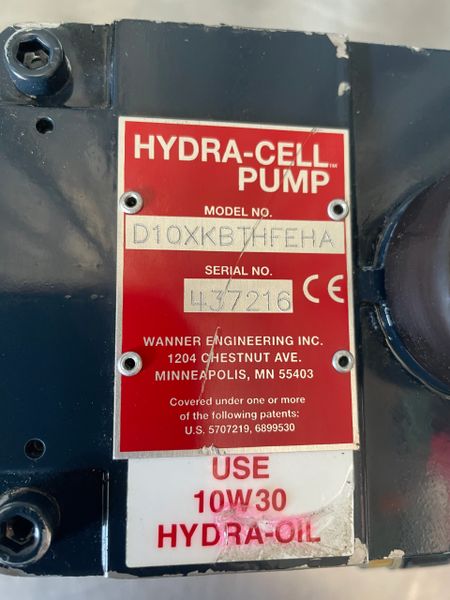 HYDRA-CELL™
PUMP
MODEL NO.
D10XKBTHFEHA
SERIAL NO.
437216 CE
WANNER ENGINEERING INC.
1204 CHESTNUT AVE.
MINNEAPOLIS, MN 55403
Covered under one or more
of the following patents:
U.S. 5707219, 6899530
USE
10W30
HYDRA-OIL